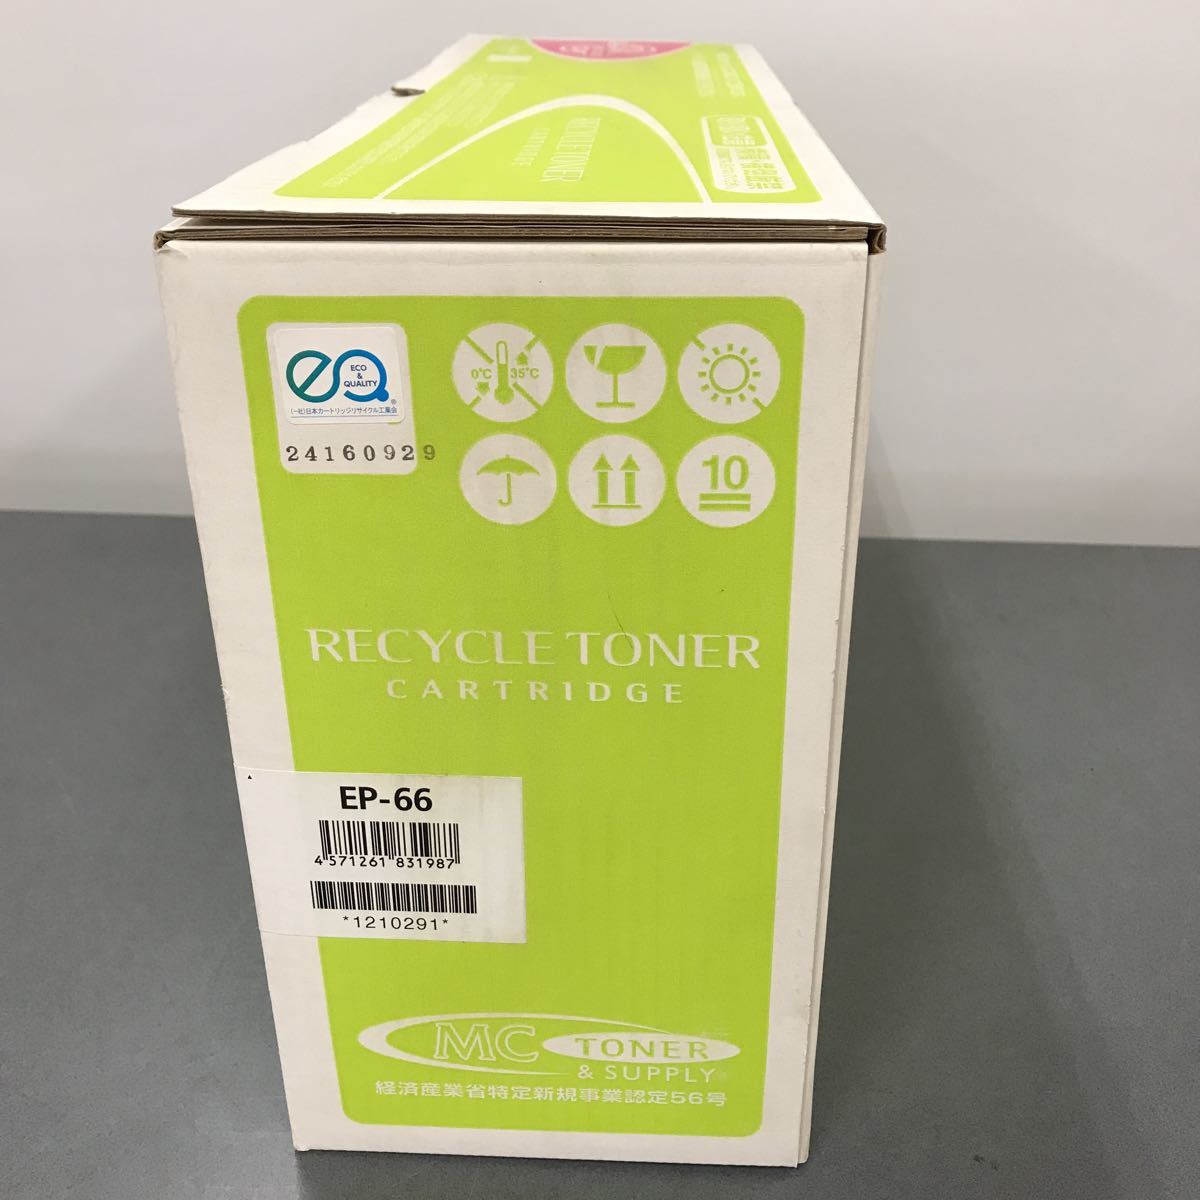 RECYCLE TONER
CARTRIDGE
ECO
&
QUALITY
(一社)日本カートリッジリサイクル工業会
24160929
0℃
35℃
10
RECYCLE TONER
CARTRIDGE
EP-66
4 571261 831987
*1210291*
MC TONER
& SUPPLY
経済産業省特定新規事業認定56号